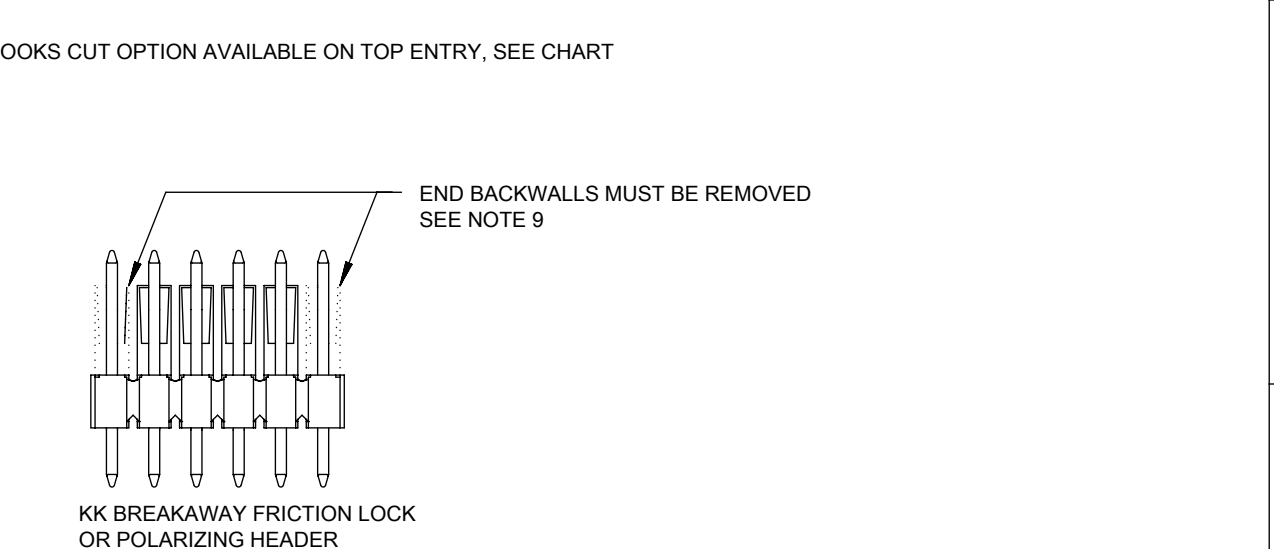 OOKS CUT OPTION AVAILABLE ON TOP ENTRY, SEE CHART
END BACKWALLS MUST BE REMOVED
SEE NOTE 9
KK BREAKAWAY FRICTION LOCK
OR POLARIZING HEADER